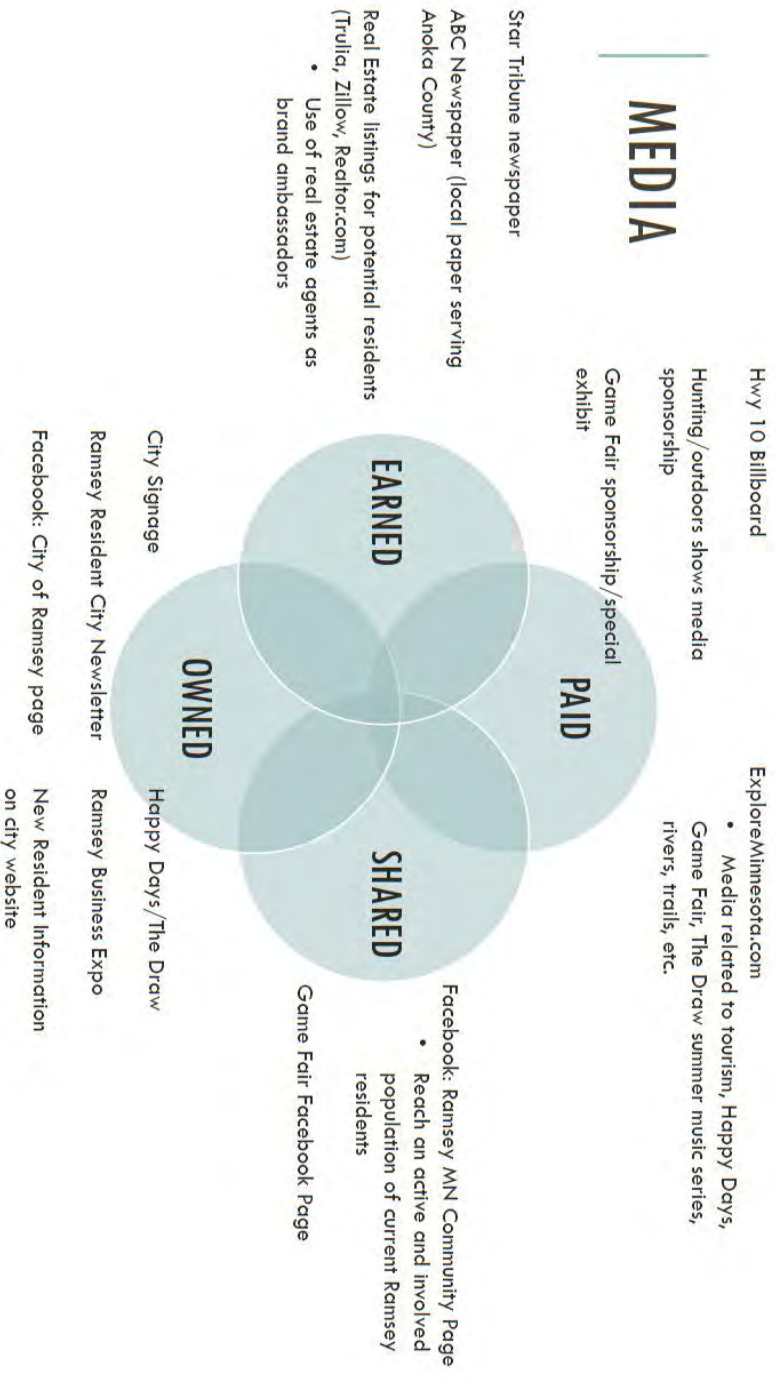 MEDIA
Hwy 10 Billboard
Hunting/outdoors shows media
sponsorship
Game Fair sponsorship/special
exhibit
ExploreMinnesota.com
• Media related to tourism, Happy Days,
Game Fair, The Draw summer music series,
rivers, trails, etc.
Star Tribune newspaper
ABC Newspaper (local paper serving
Anoka County)
Real Estate listings for potential residents
(Trulia, Zillow, Realtor.com)
• Use of real estate agents as
brand ambassadors
PAID
EARNED
SHARED
OWNED
Facebook: Ramsey MN Community Page
• Reach an active and involved
population of current Ramsey
residents
Game Fair Facebook Page
City Signage
Ramsey Resident City Newsletter
Facebook: City of Ramsey page
Happy Days/The Draw
Ramsey Business Expo
New Resident Information
on city website